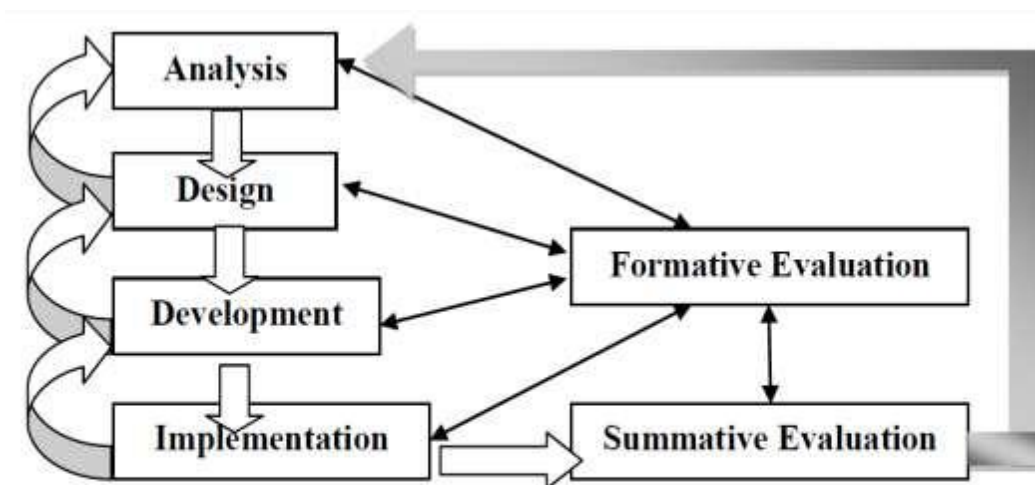 Analysis
Design
Formative Evaluation
Development
Implementation
Summative Evaluation